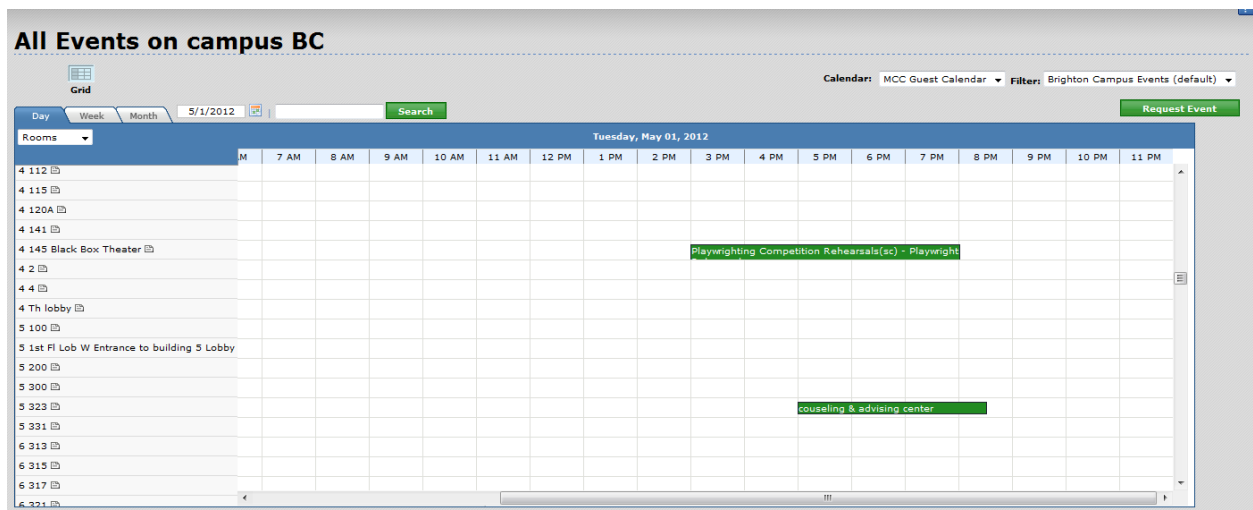 All Events on campus BC
Grid
Calendar: MCC Guest Calendar Filter: Brighton Campus Events (default)
Day Week Month 5/1/2012 | Search Request Event
Rooms Tuesday, May 01, 2012
M 7 AM 8 AM 9 AM 10 AM 11 AM 12 PM 1 PM 2 PM 3 PM 4 PM 5 PM 6 PM 7 PM 8 PM 9 PM 10 PM 11 PM
4 112
4 115
4 120A
4 141
4 145 Black Box Theater Playwrighting Competition Rehearsals(sc) - Playwright
4 2
4 4
4 Th lobby
5 100
5 1st Fl Lob W Entrance to building 5 Lobby
5 200
5 300
5 323 couseling & advising center
5 331
6 313
6 315
6 317
6 321